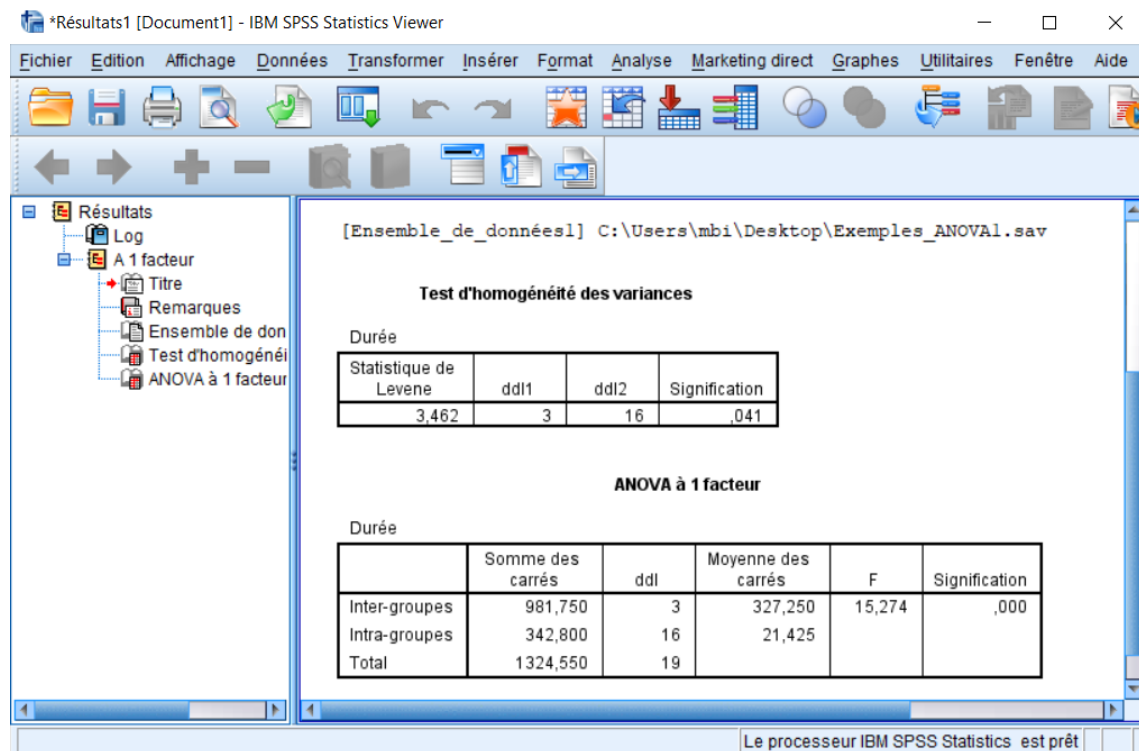 *Résultats1 [Document1] - IBM SPSS Statistics Viewer
Fichier Edition Affichage Données Transformer Insérer Format Analyse Marketing direct Graphes Utilitaires Fenêtre Aide
Résultats
Log
A 1 facteur
Titre
Remarques
Ensemble de don
Test d'homogénéi
ANOVA à 1 facteur
[Ensemble_de_données1] C:\Users\mbi\Desktop\Exemples_ANOVA1.sav
Test d'homogénéité des variances
Durée
Statistique de
Levene ddl1 ddl2 Signification
3,462 3 16 ,041
ANOVA à 1 facteur
Durée
Somme des Moyenne des
carrés ddl carrés F Signification
Inter-groupes 981,750 3 327,250 15,274 ,000
Intra-groupes 342,800 16 21,425
Total 1324,550 19
Le processeur IBM SPSS Statistics est prêt